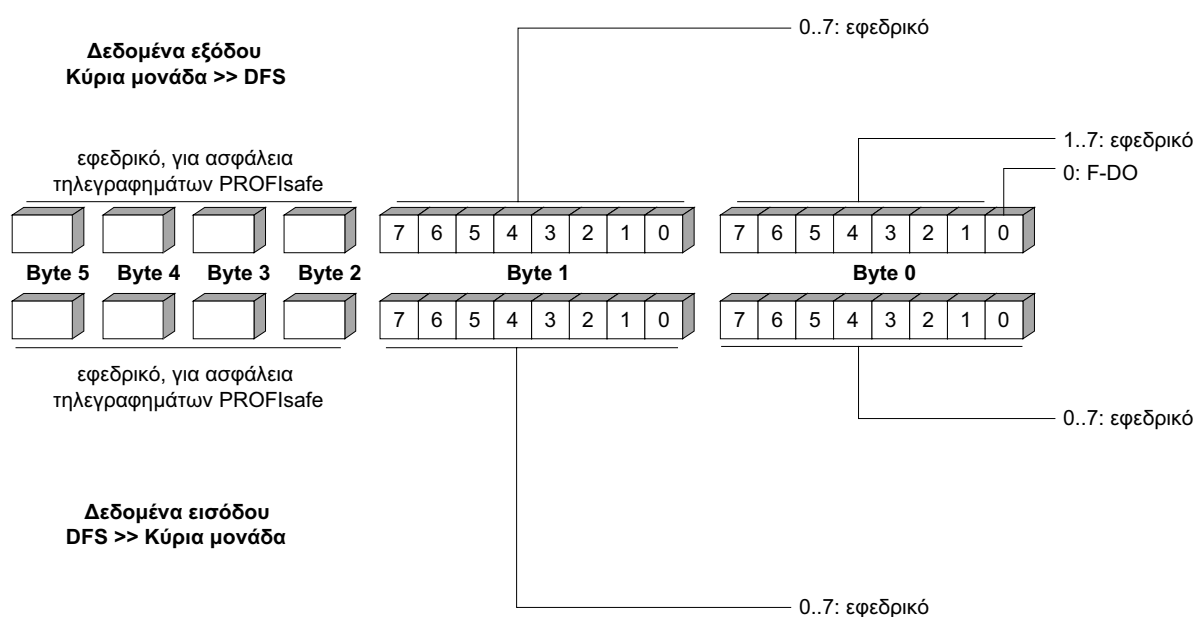 0..7: εφεδρικό
Δεδομένα εξόδου
Κύρια μονάδα >> DFS
1..7: εφεδρικό
εφεδρικό, για ασφάλεια
τηλεγραφημάτων PROFIsafe
0: F-DO
7 6 5 4 3 2 1 0 7 6 5 4 3 2 1 0
Byte 5 Byte 4 Byte 3 Byte 2 Byte 1 Byte 0
7 6 5 4 3 2 1 0 7 6 5 4 3 2 1 0
εφεδρικό, για ασφάλεια
τηλεγραφημάτων PROFIsafe
0..7: εφεδρικό
Δεδομένα εισόδου
DFS >> Κύρια μονάδα
0..7: εφεδρικό